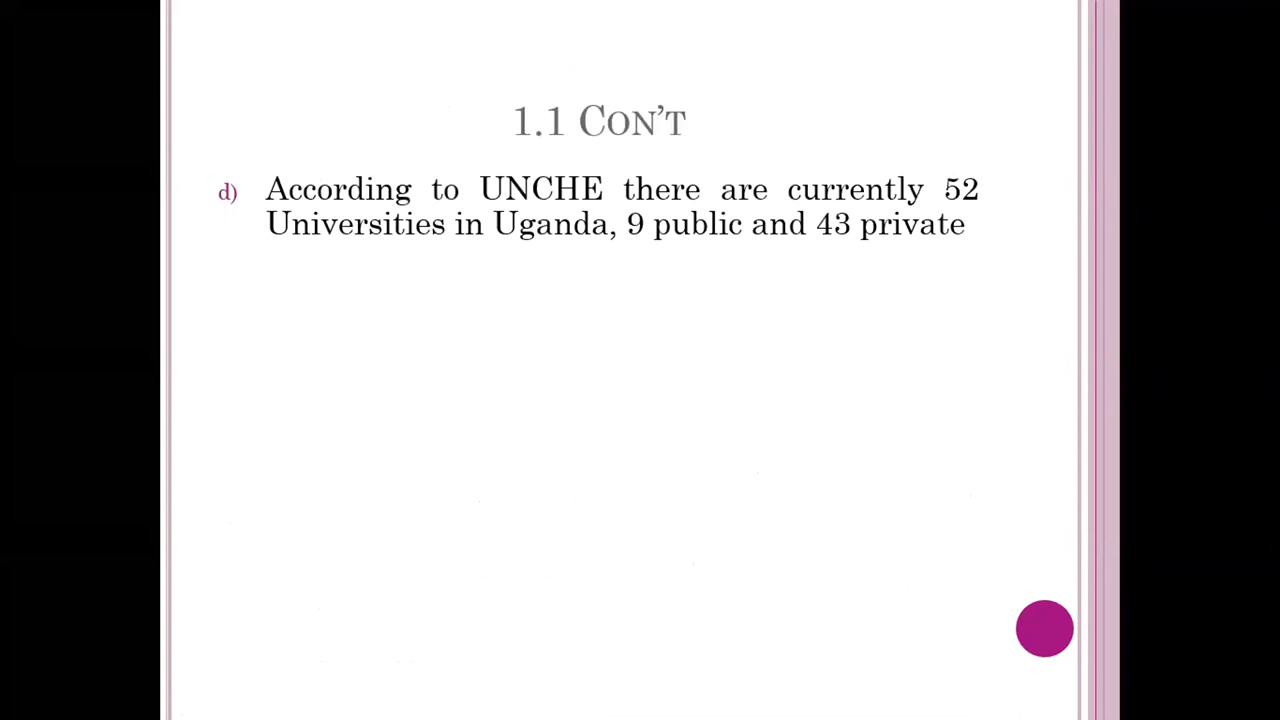 1.1 CON'T
d) According to UNCHE there are currently 52
Universities in Uganda, 9 public and 43 private